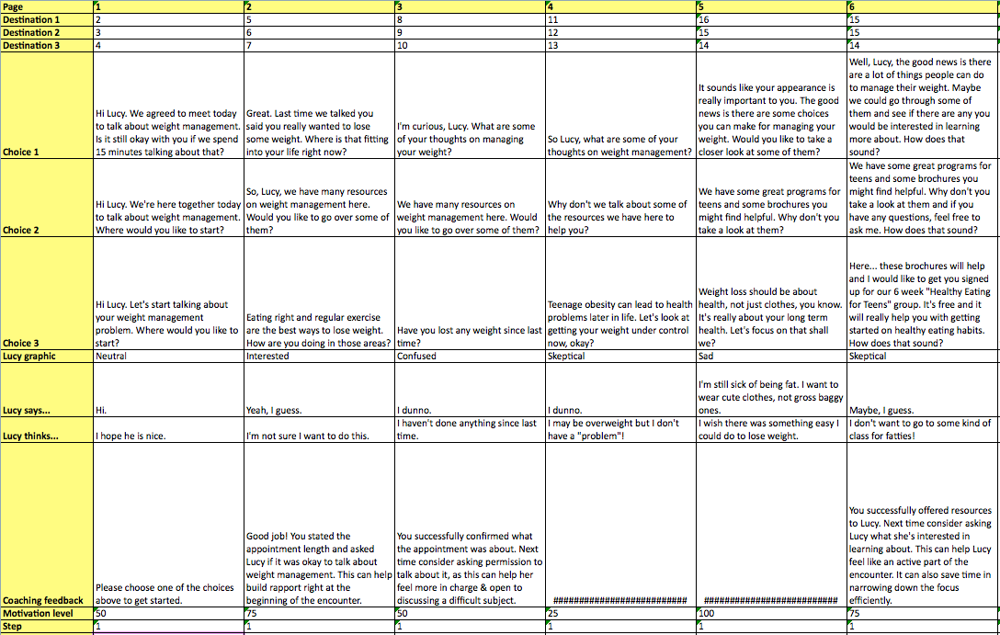 Page 1 2 3 4 5 6
Destination 1 2 5 8 11 16 15
Destination 2 3 6 9 12 15 15
Destination 3 4 7 10 13 14 14
Choice 1
Hi Lucy. We agreed to meet today
to talk about weight management.
Is it still okay with you if we spend
15 minutes talking about that?
Great. Last time we talked you
said you really wanted to lose
some weight. Where is that fitting
into your life right now?
I'm curious, Lucy. What are some
of your thoughts on managing
your weight?
So Lucy, what are some of your
thoughts on weight management?
It sounds like your appearance is
really important to you. The good
news is there are some choices
you can make for managing your
weight. Would you like to take a
closer look at some of them?
Well, Lucy, the good news is there
are a lot of things people can do
to manage their weight. Maybe
we could go through some of
them and see if there are any you
would be interested in learning
more about. How does that
sound?
Choice 2
Hi Lucy. We're here together today
to talk about weight management.
Where would you like to start?
So, Lucy, we have many resources
on weight management here.
Would you like to go over some of
them?
We have many resources on
weight management here. Would
you like to go over some of them?
Why don't we talk about some of
the resources we have here to
help you?
We have some great programs for
teens and some brochures you
might find helpful. Why don't you
take a look at them?
We have some great programs for
teens and some brochures you
might find helpful. Why don't you
take a look at them and if you
have any questions, feel free to
ask me. How does that sound?
Choice 3
Hi Lucy. Let's start talking about
your weight management
problem. Where would you like to
start?
Eating right and regular exercise
are the best ways to lose weight.
How are you doing in those areas?
Have you lost any weight since last
time?
Teenage obesity can lead to health
problems later in life. Let's look at
getting your weight under control
now, okay?
Weight loss should be about
health, not just clothes, you know.
It's really about your long term
health. Let's focus on that shall
we?
Here... these brochures will help
and I would like to get you signed
up for our 6 week "Healthy Eating
for Teens" group. It's free and it
will really help you with getting
started on healthy eating habits.
How does that sound?
Lucy graphic Neutral Interested Confused Skeptical Sad Skeptical
Lucy says...
Hi.
Yeah, I guess.
I dunno.
I dunno.
I'm still sick of being fat. I want to
wear cute clothes, not gross baggy
ones.
Maybe, I guess.
Lucy thinks...
I hope he is nice.
I'm not sure I want to do this.
I haven't done anything since last
time.
I may be overweight but I don't
have a "problem"!
I wish there was something easy I
could do to lose weight.
I don't want to go to some kind of
class for fatties!
Coaching feedback
Please choose one of the choices
above to get started.
Good job! You stated the
appointment length and asked
Lucy if it was okay to talk about
weight management. This can help
build rapport right at the
beginning of the encounter.
You successfully confirmed what
the appointment was about. Next
time consider asking permission to
talk about it, as this can help her
feel more in charge & open to
discussing a difficult subject.
##########################
##########################
You successfully offered resources
to Lucy. Next time consider asking
Lucy what she's interested in
learning about. This can help Lucy
feel like an active part of the
encounter. It can also save time in
narrowing down the focus
efficiently.
Motivation level 50 75 50 25 100 75
Step 1 1 1 1 1 1